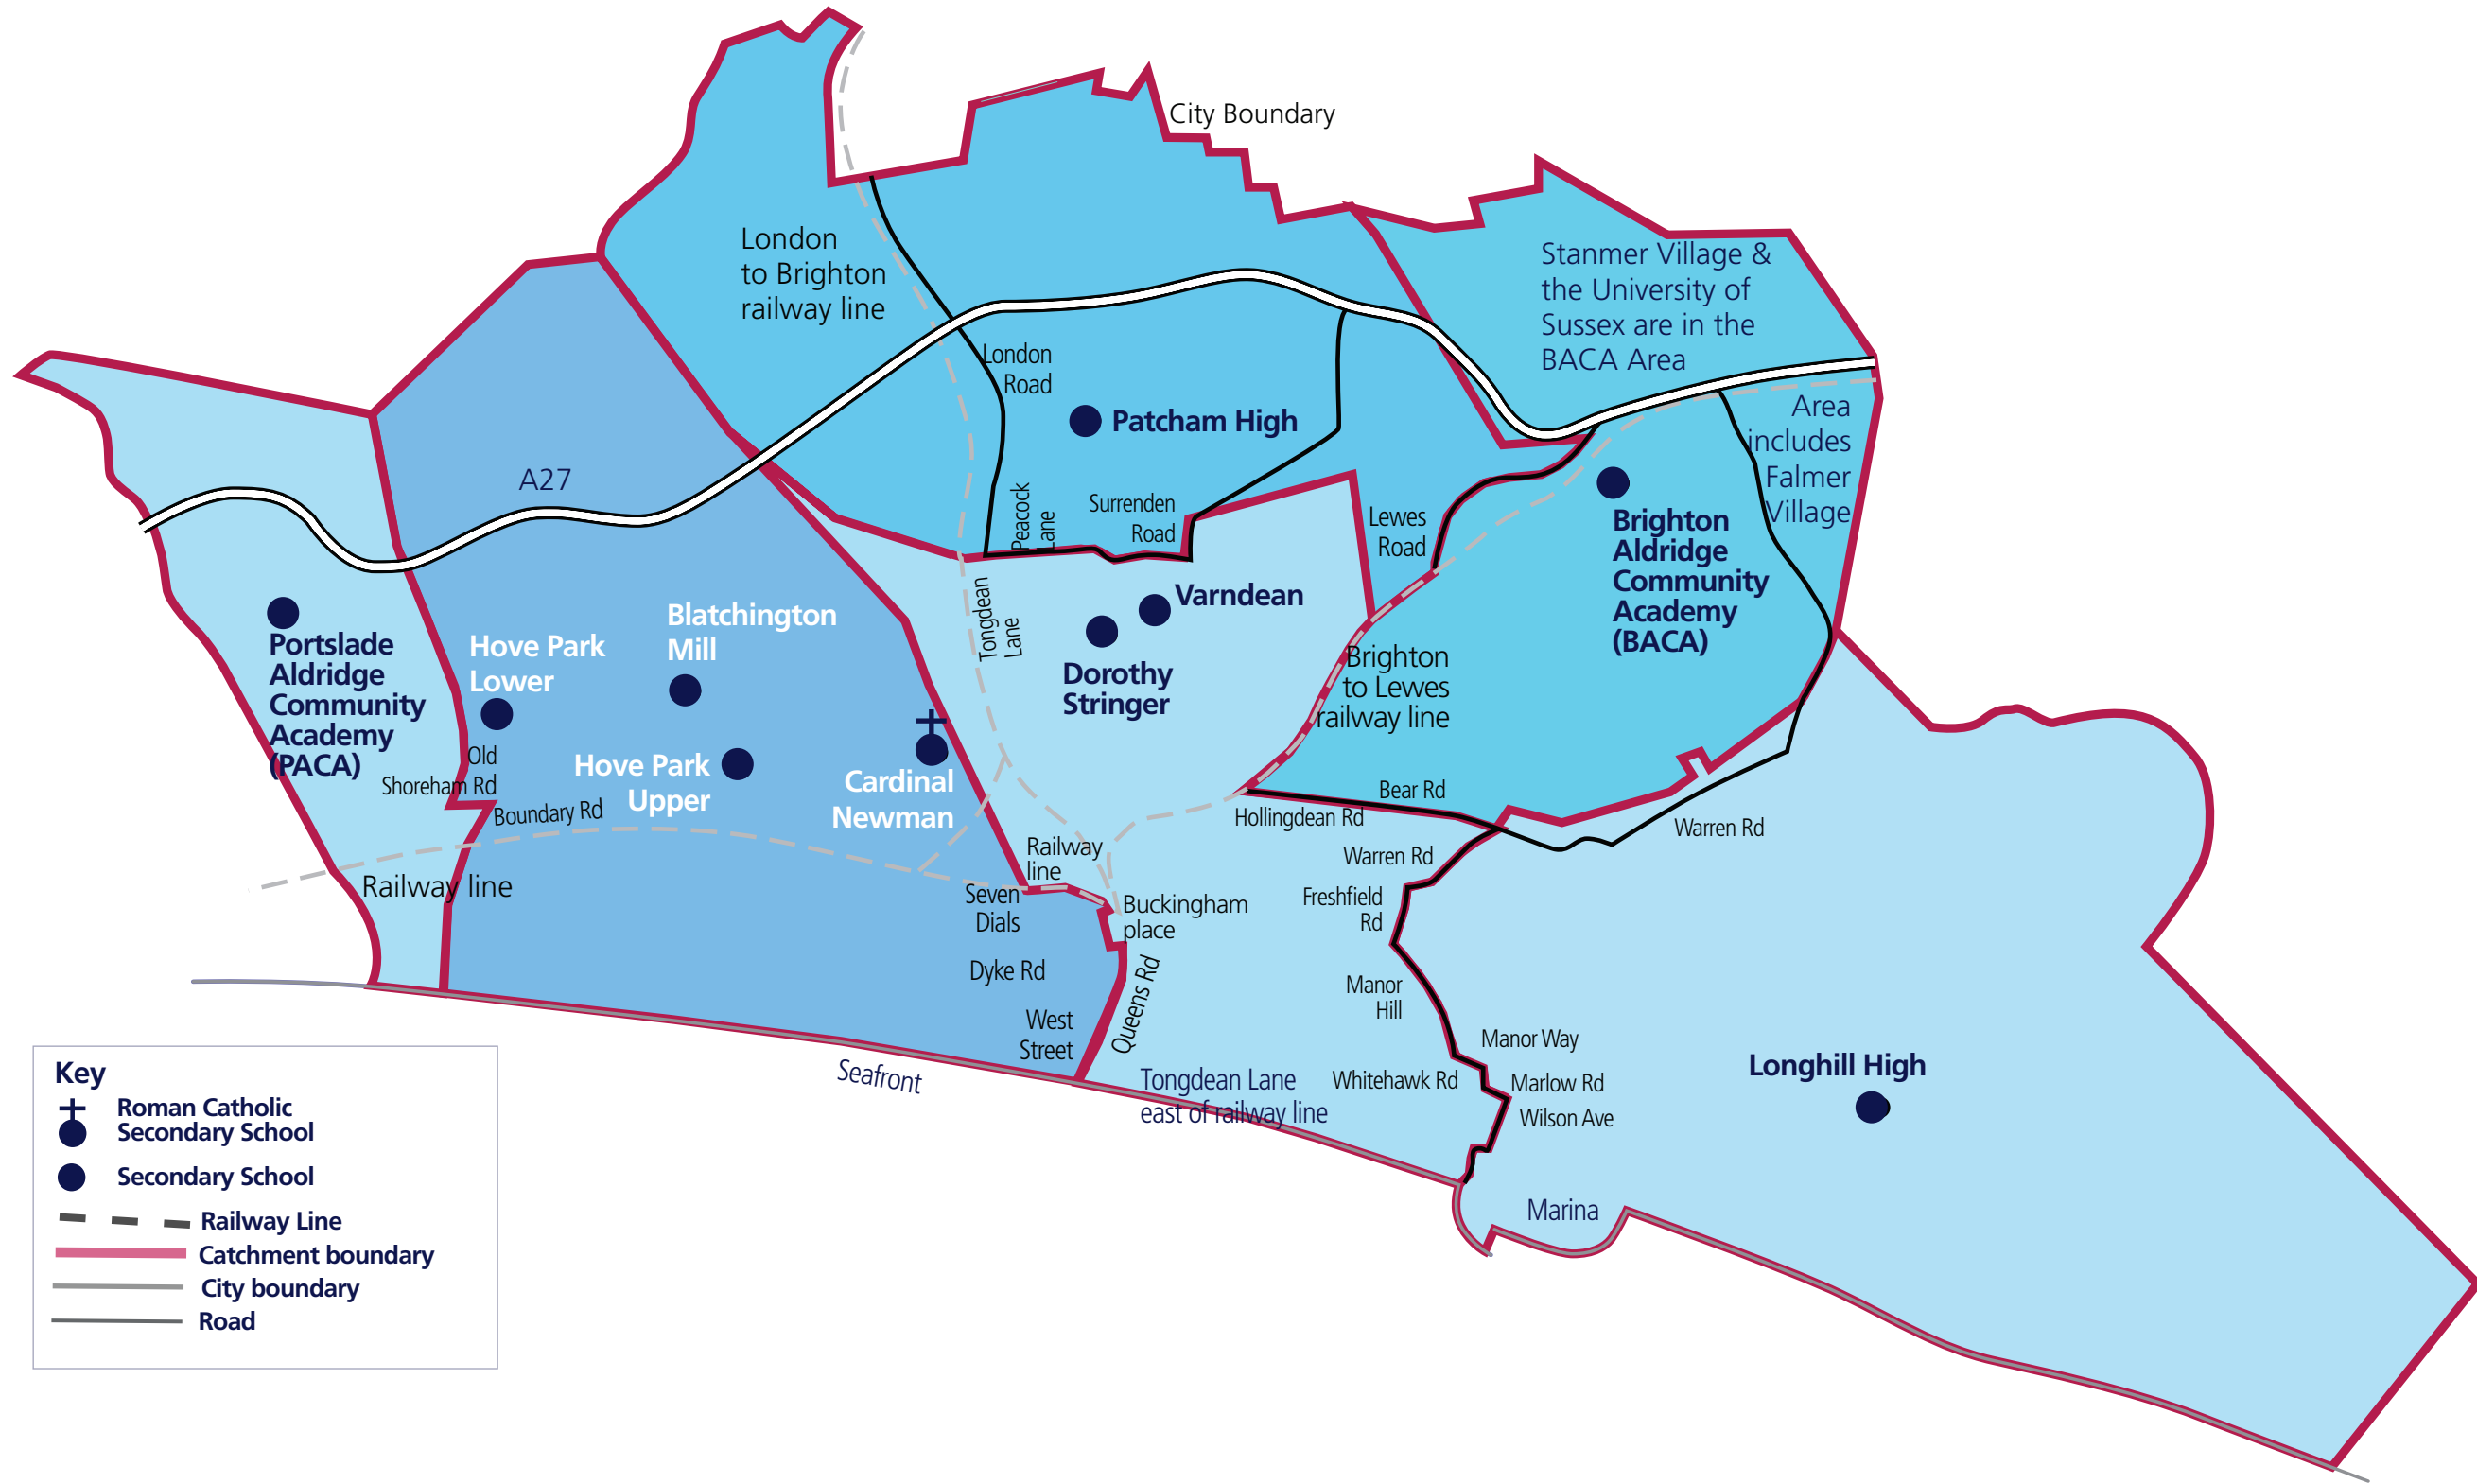 City Boundary
London
to Brighton
railway line
Stanmer Village &
the University of
Sussex are in the
BACA Area
London
Road
Patcham High
Area
includes
Falmer
Village
A27
Peacock
Lane
Surrenden
Road
Lewes
Road
Brighton
Aldridge
Community
Academy
(BACA)
Tongdean
Lane
Varndean
Dorothy
Stringer
Blatchington
Mill
Hove Park
Lower
Portslade
Aldridge
Community
Academy
(PACA)
Brighton
to Lewes
railway line
Old
Shoreham Rd
Hove Park
Upper
Cardinal
Newman
Boundary Rd
Bear Rd
Hollingdean Rd
Warren Rd
Railway
line
Warren Rd
Railway line
Seven
Dials
Buckingham
place
Freshfield
Rd
Dyke Rd
Queens Rd
Manor
Hill
West
Street
Manor Way
Seafront
Tongdean Lane
east of railway line
Whitehawk Rd
Marlow Rd
Wilson Ave
Longhill High
Marina
Key
Roman Catholic
Secondary School
Secondary School
Railway Line
Catchment boundary
City boundary
Road